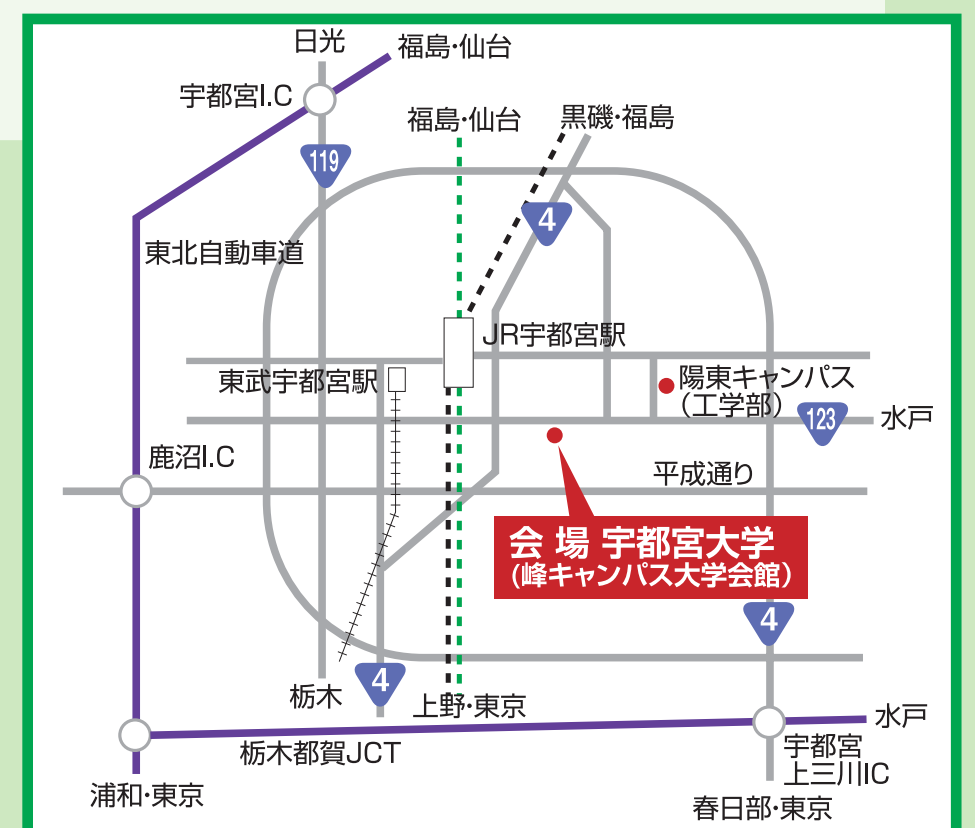 日光
福島・仙台
宇都宮I.C
福島・仙台
黒磯・福島
119
4
東北自動車道
JR宇都宮駅
東武宇都宮駅
陽東キャンパス
（工学部）
123
水戸
鹿沼I.C
平成通り
会 場 宇都宮大学
(峰キャンパス大学会館)
4
4
栃木
上野・東京
水戸
栃木都賀JCT
宇都宮
上三川IC
浦和・東京
春日部・東京